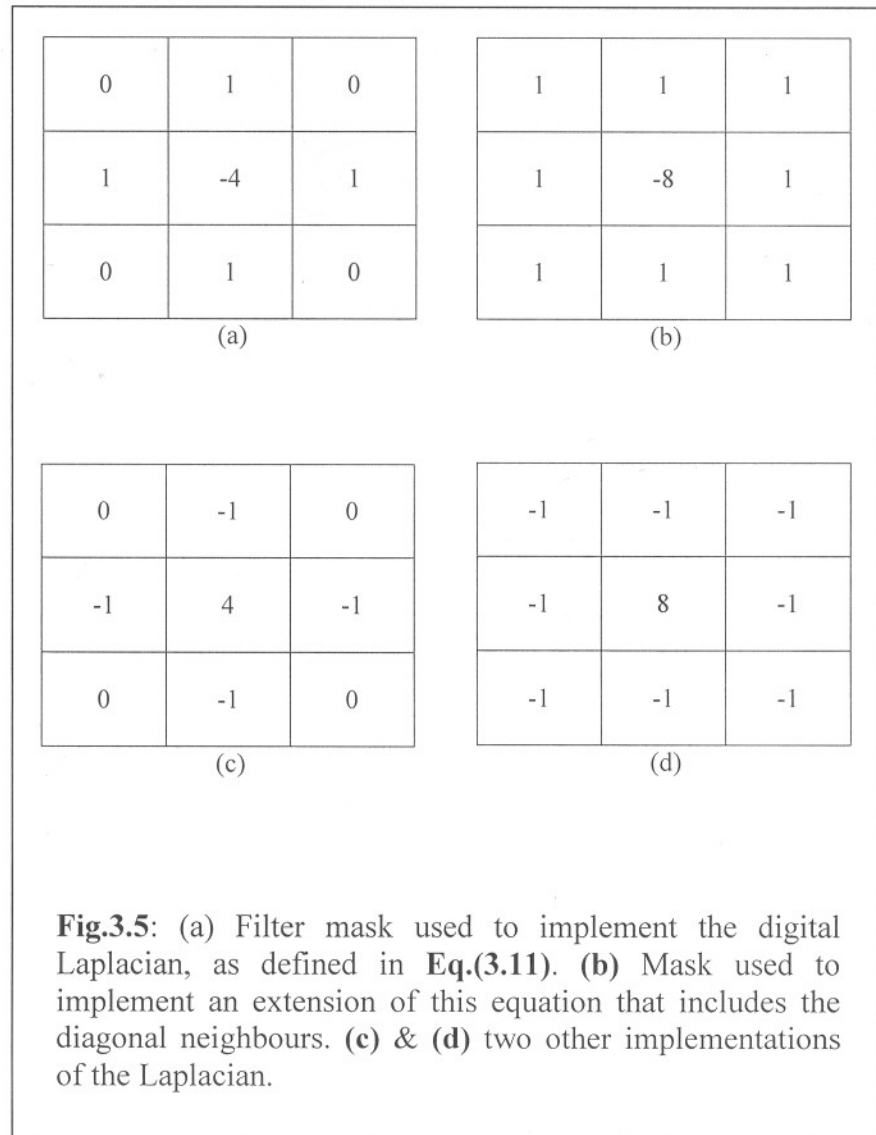 0 1 0 1 1 1
1 -4 1 1 -8 1
0 1 0 1 1 1
(a) (b)
0 -1 0 -1 -1 -1
-1 4 -1 -1 8 -1
0 -1 0 -1 -1 -1
(c) (d)
Fig.3.5: (a) Filter mask used to implement the digital
Laplacian, as defined in Eq.(3.11). (b) Mask used to
implement an extension of this equation that includes the
diagonal neighbours. (c) & (d) two other implementations
of the Laplacian.